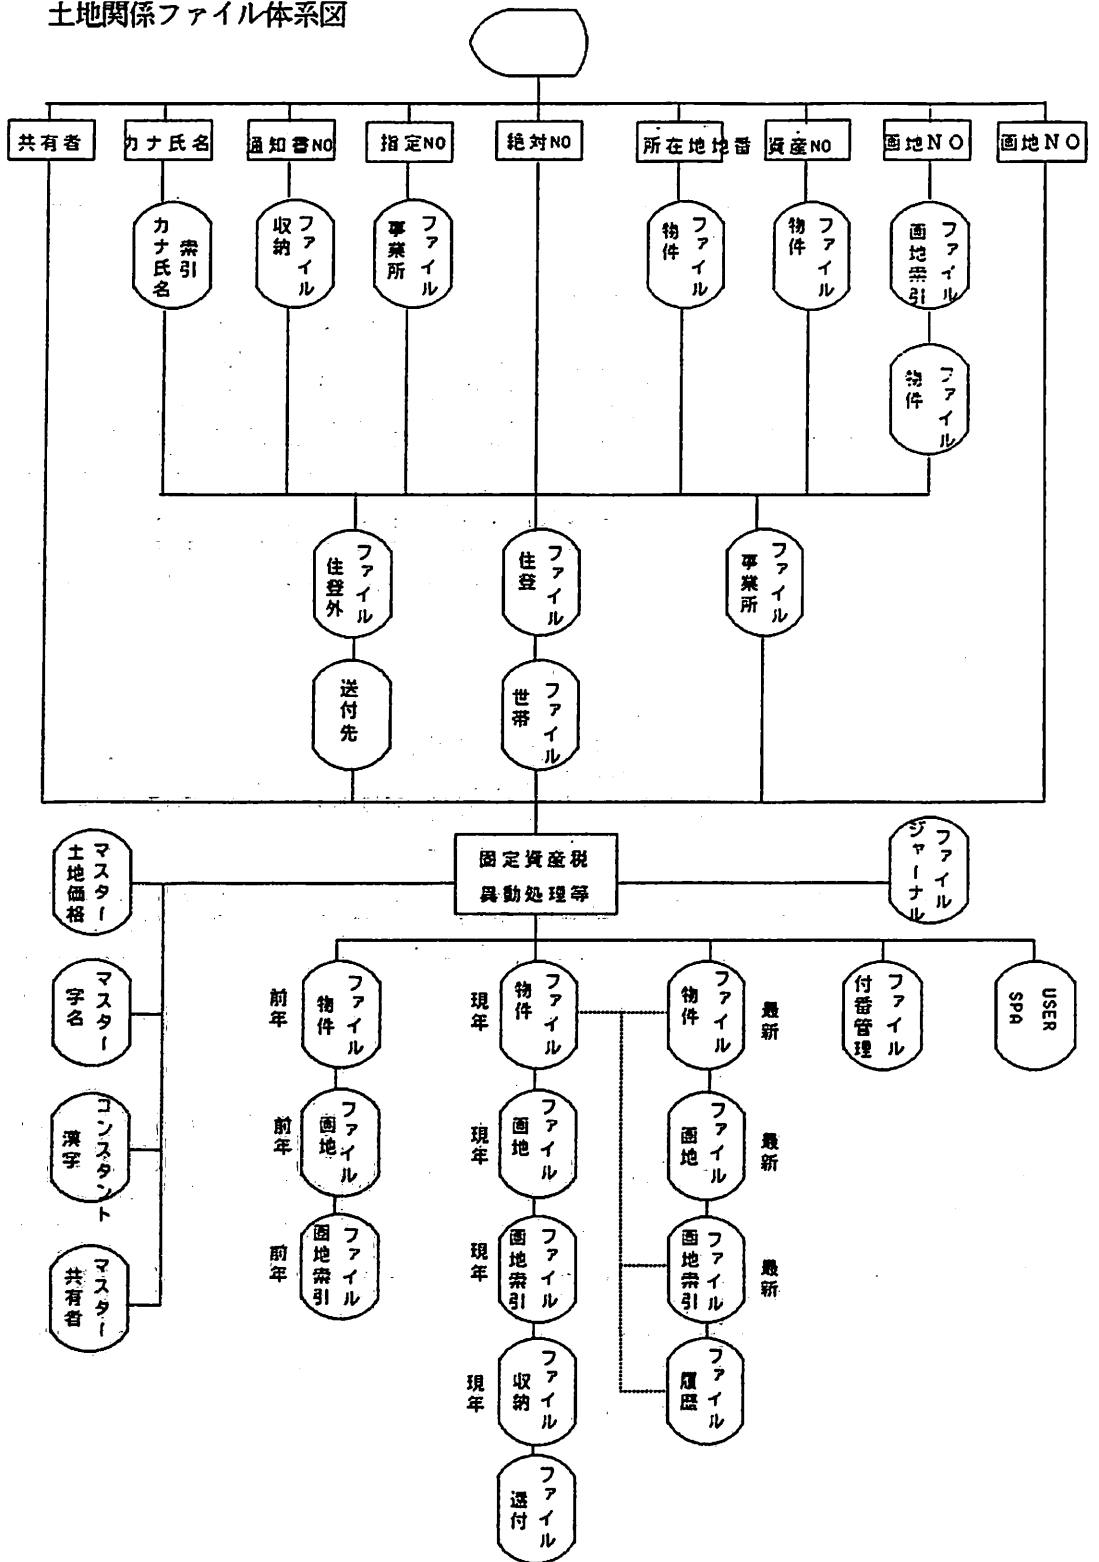 土地関係ファイル体系図
共有者
カナ氏名
通知書NO
指定NO
絶対NO
所在地地番
資産NO
画地NO
画地NO
カナ氏名
索引
収納
ファイル
事業所
ファイル
物件
ファイル
物件
ファイル
画地索引
ファイル
物件
ファイル
住登外
ファイル
住登
ファイル
事業所
ファイル
送付先
世帯
ファイル
固定資産税
異動処理等
土地価格
マスター
ジャーナル
ファイル
字名
マスター
漢字
コンスタント
共有者
マスター
前年
物件
ファイル
現年
物件
ファイル
物件
ファイル
最新
付番管理
ファイル
USER
SPA
前年
画地
ファイル
現年
画地
ファイル
画地
ファイル
最新
前年
画地索引
ファイル
現年
画地索引
ファイル
画地索引
ファイル
最新
現年
収納
ファイル
履歴
ファイル
送付
ファイル